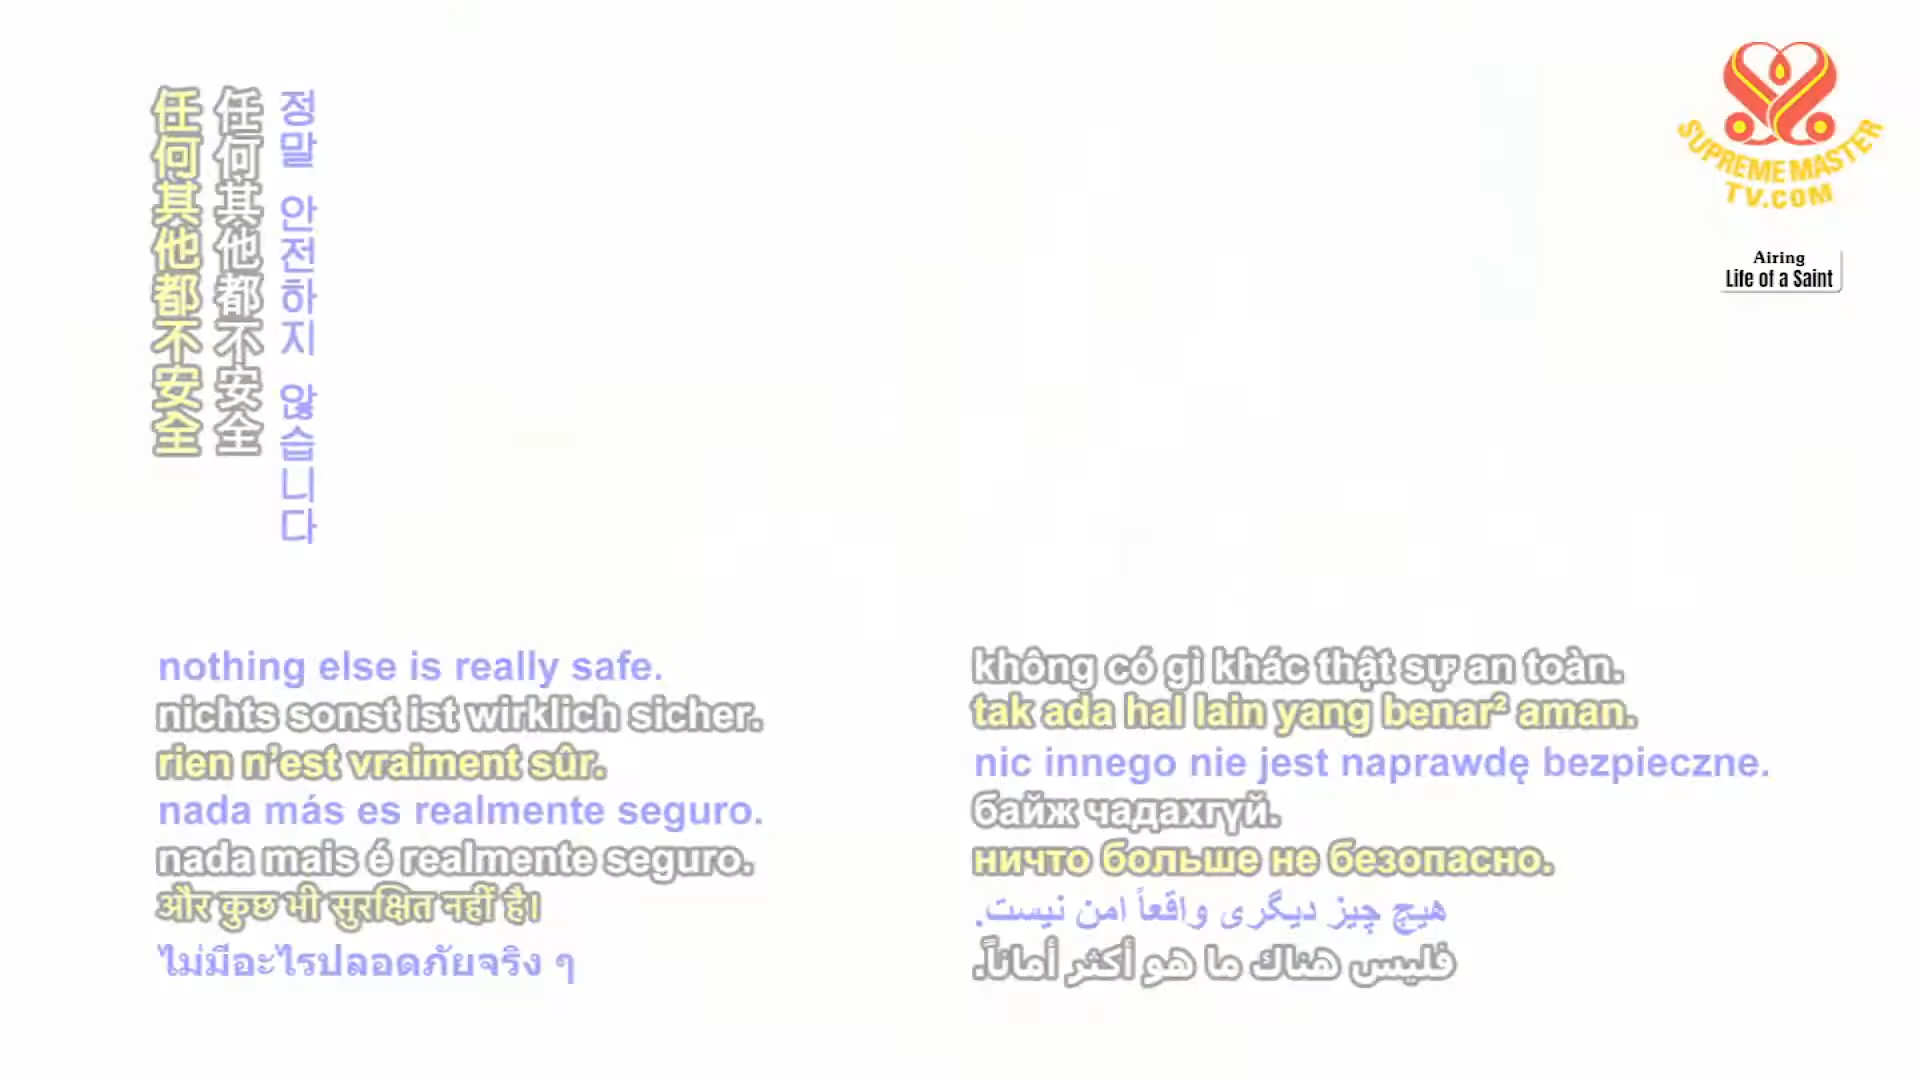 任何其他都不安全
任何其他都不安全
정말 안전하지 않습니다
SUPREME MASTER
TV.COM
Airing
Life of a Saint
nothing else is really safe.
nichts sonst ist wirklich sicher.
rien n’est vraiment sûr.
nada más es realmente seguro.
nada mais é realmente seguro.
और कुछ भी सुरक्षित नहीं है।
ไม่มีอะไรปลอดภัยจริง ๆ
không có gì khác thật sự an toàn.
tak ada hal lain yang benar² aman.
nic innego nie jest naprawdę bezpieczne.
байж чадахгүй.
ничто больше не безопасно.
هیچ چیز دیگری واقعاً امن نیست.
فليس هناك ما هو أكثر أماناً.